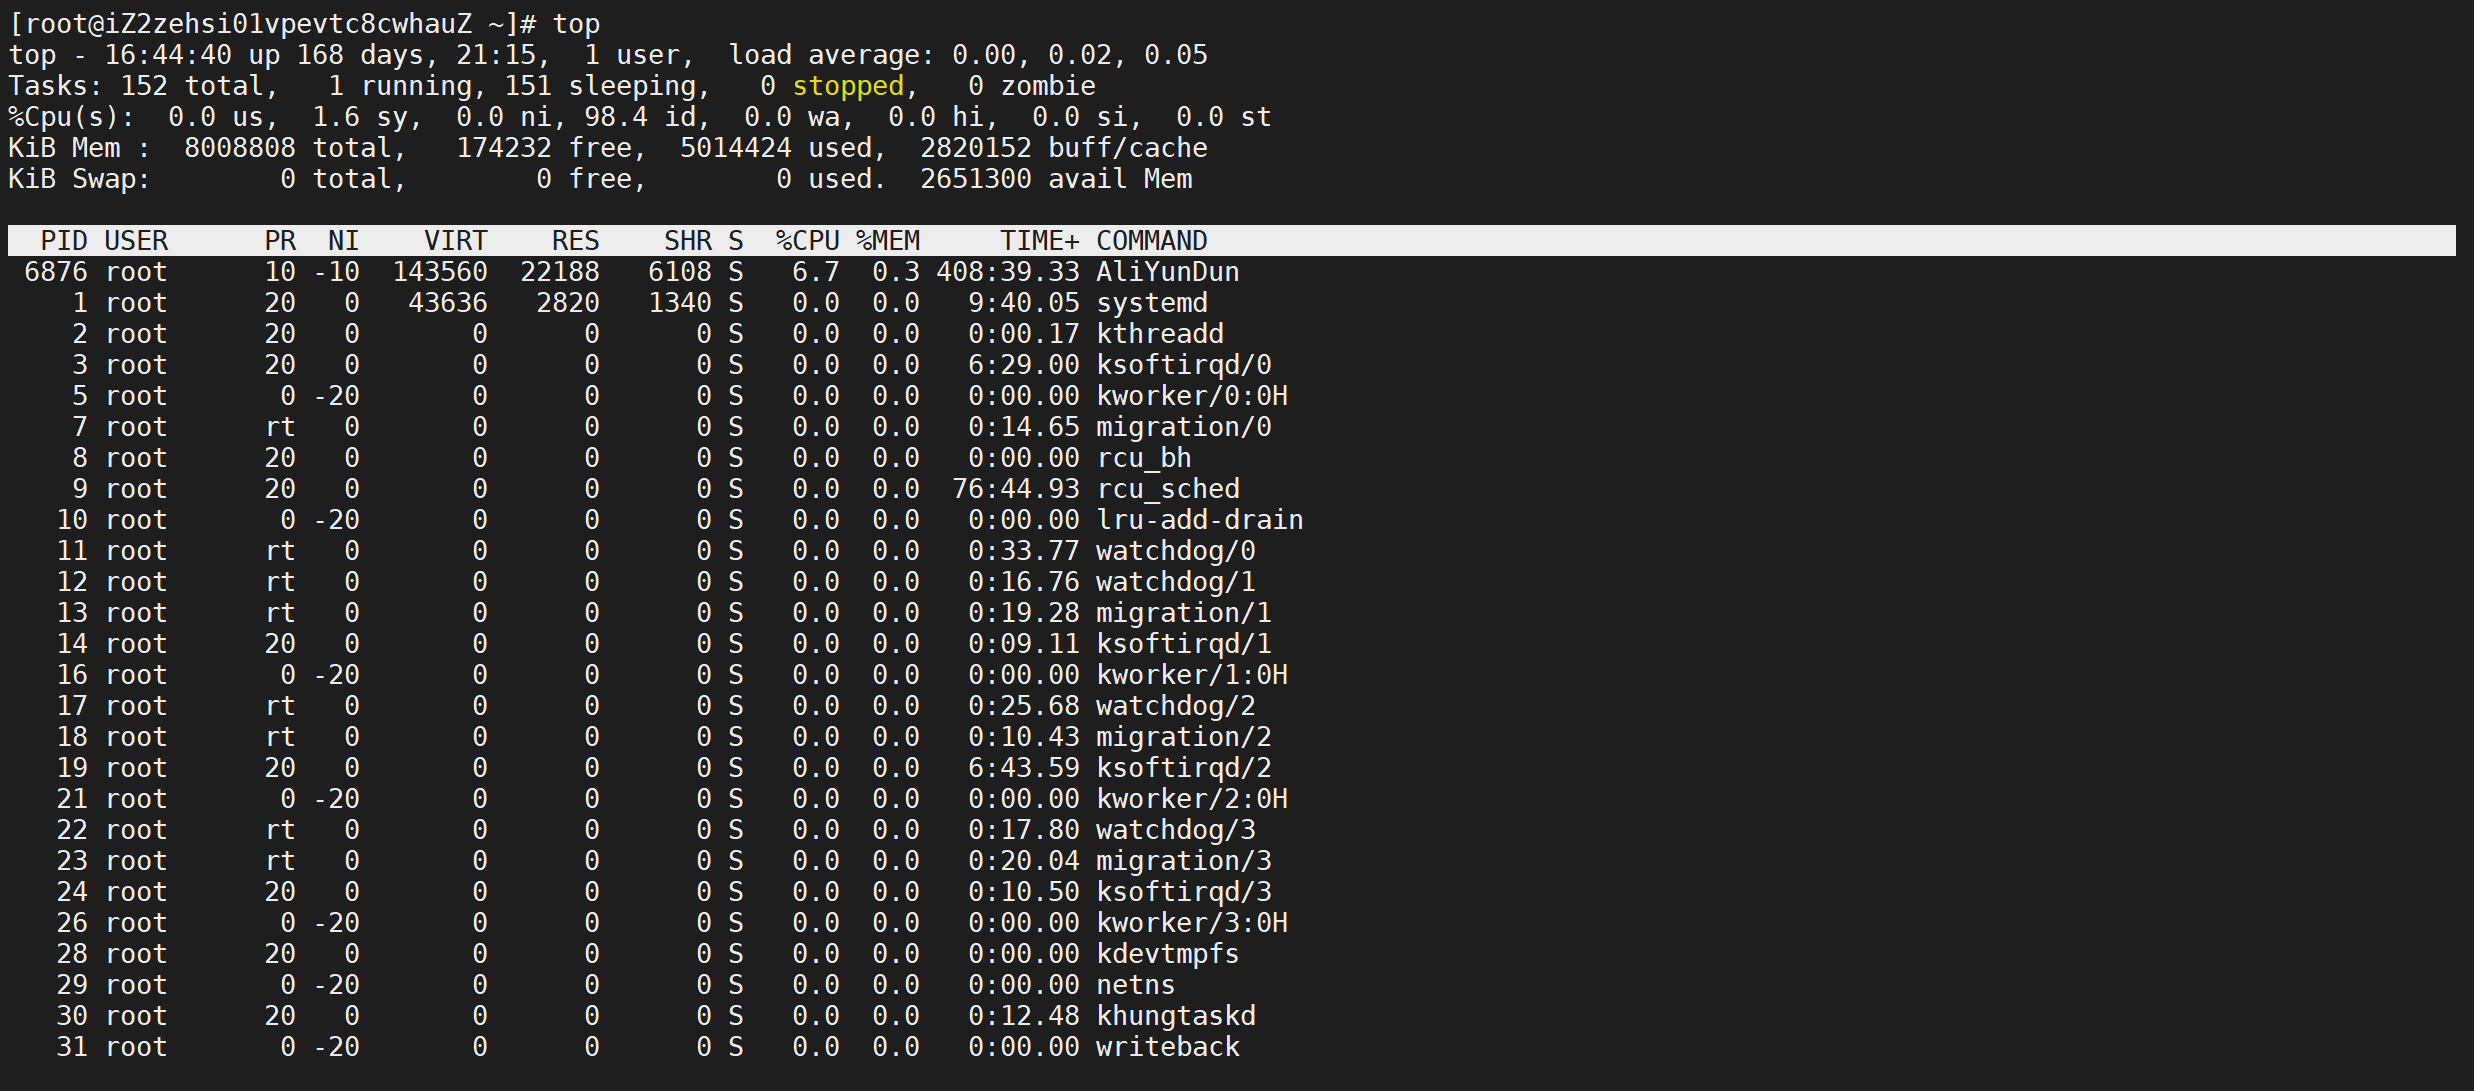 [root@iZ2zehsi01vpevtc8cwhauZ ~]# top
top - 16:44:40 up 168 days, 21:15,  1 user,  load average: 0.00, 0.02, 0.05
Tasks: 152 total,   1 running, 151 sleeping,   0 stopped,   0 zombie
%Cpu(s):  0.0 us,  1.6 sy,  0.0 ni, 98.4 id,  0.0 wa,  0.0 hi,  0.0 si,  0.0 st
KiB Mem :  8008808 total,   174232 free,  5014424 used,  2820152 buff/cache
KiB Swap:        0 total,        0 free,        0 used.  2651300 avail Mem
  PID USER      PR  NI    VIRT    RES    SHR S  %CPU %MEM     TIME+ COMMAND
 6876 root      10 -10  143560  22188   6108 S   6.7  0.3 408:39.33 AliYunDun
    1 root      20   0   43636   2820   1340 S   0.0  0.0   9:40.05 systemd
    2 root      20   0       0      0      0 S   0.0  0.0   0:00.17 kthreadd
    3 root      20   0       0      0      0 S   0.0  0.0   6:29.00 ksoftirqd/0
    5 root       0 -20       0      0      0 S   0.0  0.0   0:00.00 kworker/0:0H
    7 root      rt   0       0      0      0 S   0.0  0.0   0:14.65 migration/0
    8 root      20   0       0      0      0 S   0.0  0.0   0:00.00 rcu_bh
    9 root      20   0       0      0      0 S   0.0  0.0  76:44.93 rcu_sched
   10 root       0 -20       0      0      0 S   0.0  0.0   0:00.00 lru-add-drain
   11 root      rt   0       0      0      0 S   0.0  0.0   0:33.77 watchdog/0
   12 root      rt   0       0      0      0 S   0.0  0.0   0:16.76 watchdog/1
   13 root      rt   0       0      0      0 S   0.0  0.0   0:19.28 migration/1
   14 root      20   0       0      0      0 S   0.0  0.0   0:09.11 ksoftirqd/1
   16 root       0 -20       0      0      0 S   0.0  0.0   0:00.00 kworker/1:0H
   17 root      rt   0       0      0      0 S   0.0  0.0   0:25.68 watchdog/2
   18 root      rt   0       0      0      0 S   0.0  0.0   0:10.43 migration/2
   19 root      20   0       0      0      0 S   0.0  0.0   6:43.59 ksoftirqd/2
   21 root       0 -20       0      0      0 S   0.0  0.0   0:00.00 kworker/2:0H
   22 root      rt   0       0      0      0 S   0.0  0.0   0:17.80 watchdog/3
   23 root      rt   0       0      0      0 S   0.0  0.0   0:20.04 migration/3
   24 root      20   0       0      0      0 S   0.0  0.0   0:10.50 ksoftirqd/3
   26 root       0 -20       0      0      0 S   0.0  0.0   0:00.00 kworker/3:0H
   28 root      20   0       0      0      0 S   0.0  0.0   0:00.00 kdevtmpfs
   29 root       0 -20       0      0      0 S   0.0  0.0   0:00.00 netns
   30 root      20   0       0      0      0 S   0.0  0.0   0:12.48 khungtaskd
   31 root       0 -20       0      0      0 S   0.0  0.0   0:00.00 writeback